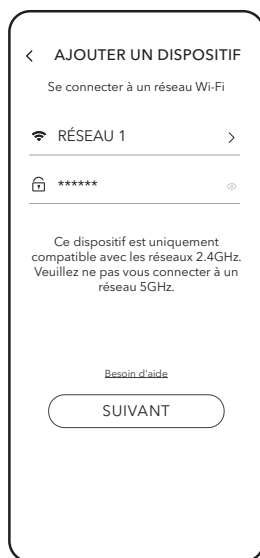 AJOUTER UN DISPOSITIF
Se connecter à un réseau Wi-Fi
RÉSEAU 1
******
Ce dispositif est uniquement
compatible avec les réseaux 2.4GHz.
Veuillez ne pas vous connecter à un
réseau 5GHz.
Besoin d'aide
SUIVANT